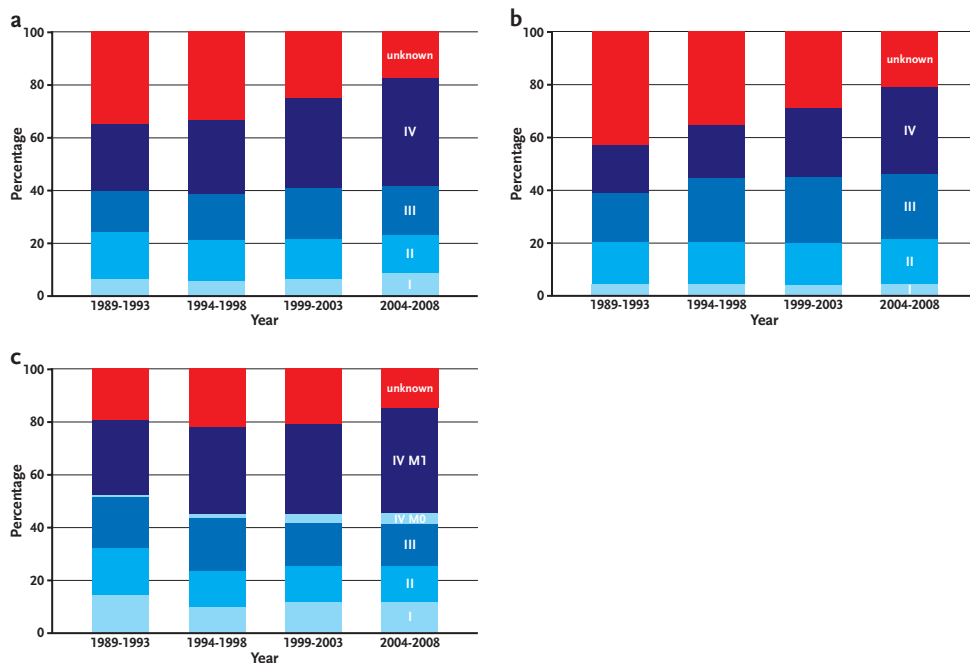 a
100
80
60
40
20
0
Percentage
unknown
IV
III
II
I
1989-1993 1994-1998 1999-2003 2004-2008
Year
b
100
80
60
40
20
0
Percentage
unknown
IV
III
II
I
1989-1993 1994-1998 1999-2003 2004-2008
Year
c
100
80
60
40
20
0
Percentage
unknown
IV M1
IV M0
III
II
I
1989-1993 1994-1998 1999-2003 2004-2008
Year